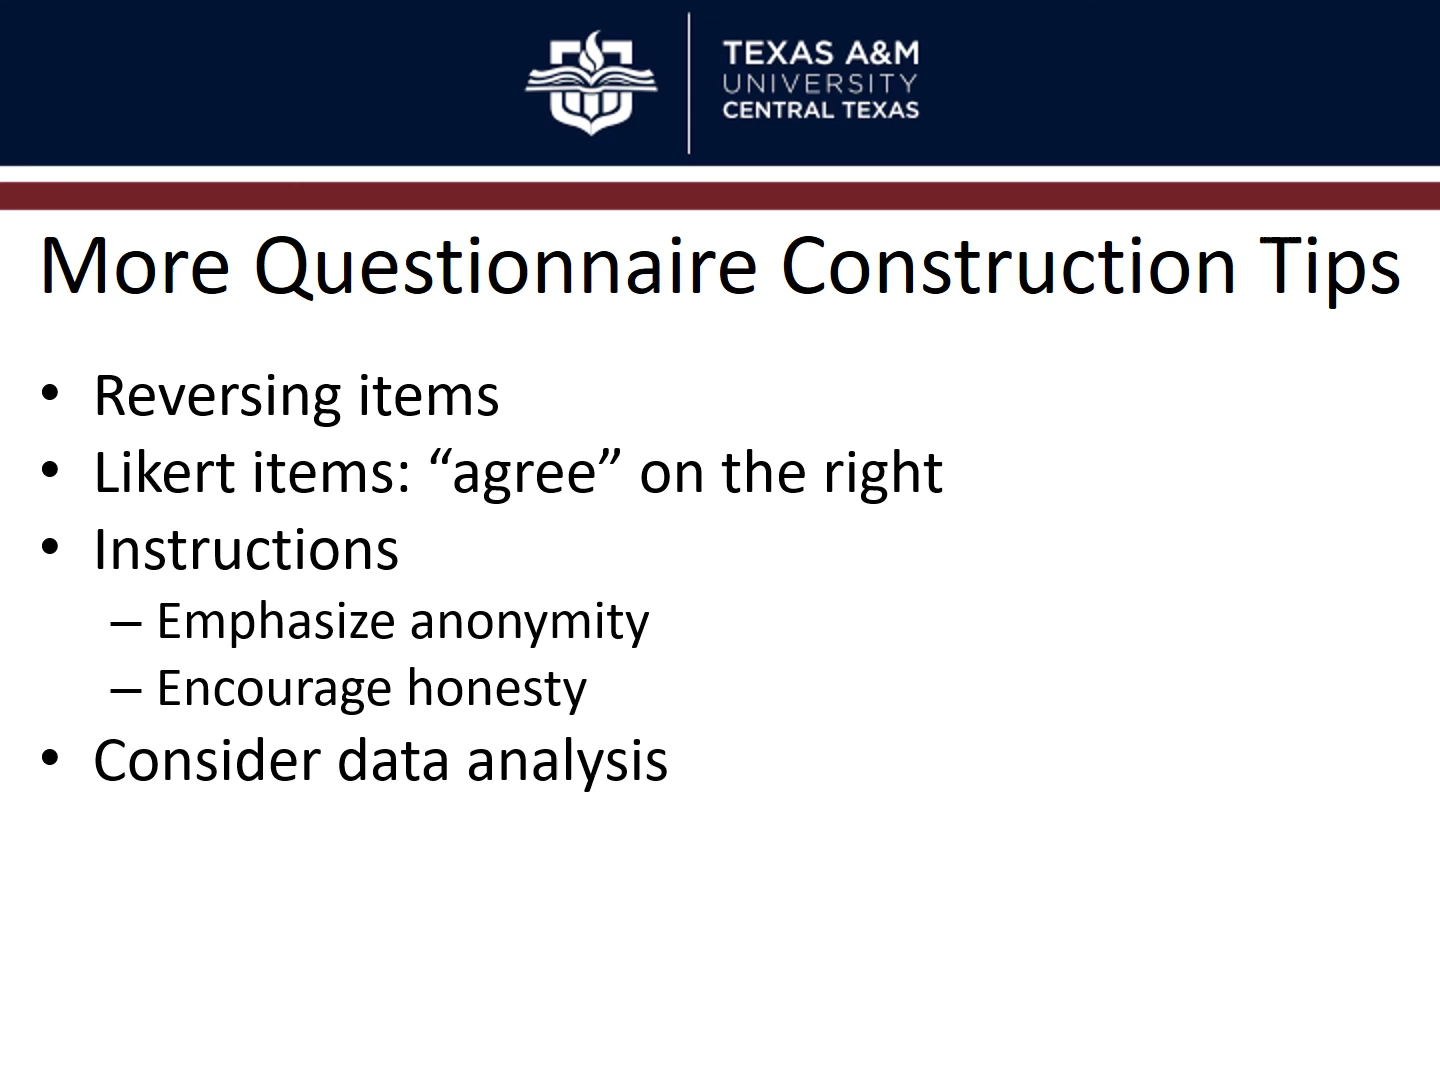 TEXAS A&M
UNIVERSITY
CENTRAL TEXAS
More Questionnaire Construction Tips
• Reversing items
• Likert items: “agree” on the right
• Instructions
– Emphasize anonymity
– Encourage honesty
• Consider data analysis